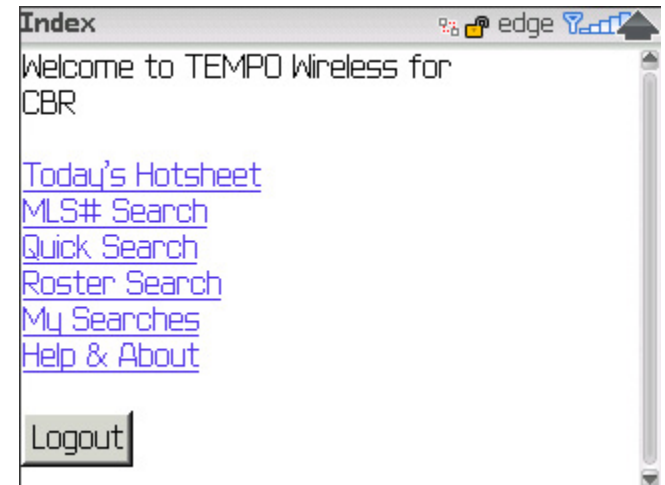 Index edge
Welcome to TEMPO Wireless for
CBR
Today's Hotsheet
MLS# Search
Quick Search
Roster Search
My Searches
Help & About
Logout